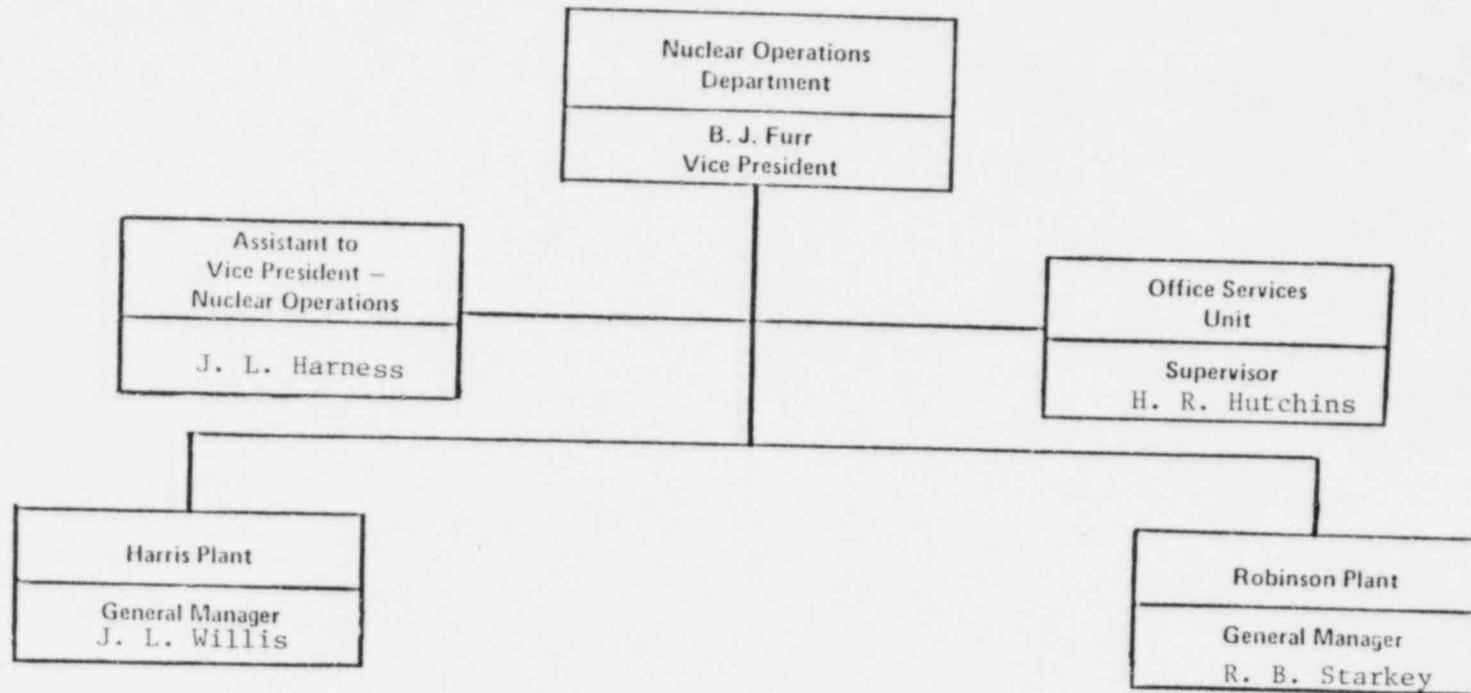 Nuclear Operations
Department
B. J. Furr
Vice President
Assistant to
Vice President –
Nuclear Operations
J. L. Harness
Office Services
Unit
Supervisor
H. R. Hutchins
Harris Plant
General Manager
J. L. Willis
Robinson Plant
General Manager
R. B. Starkey